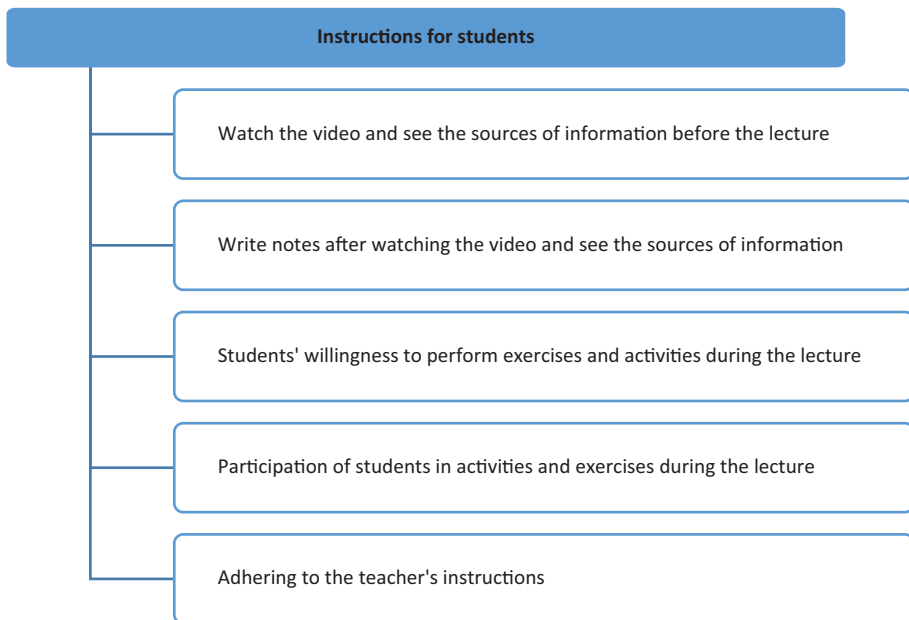 Instructions for students
Watch the video and see the sources of information before the lecture
Write notes after watching the video and see the sources of information
Students' willingness to perform exercises and activities during the lecture
Participation of students in activities and exercises during the lecture
Adhering to the teacher's instructions